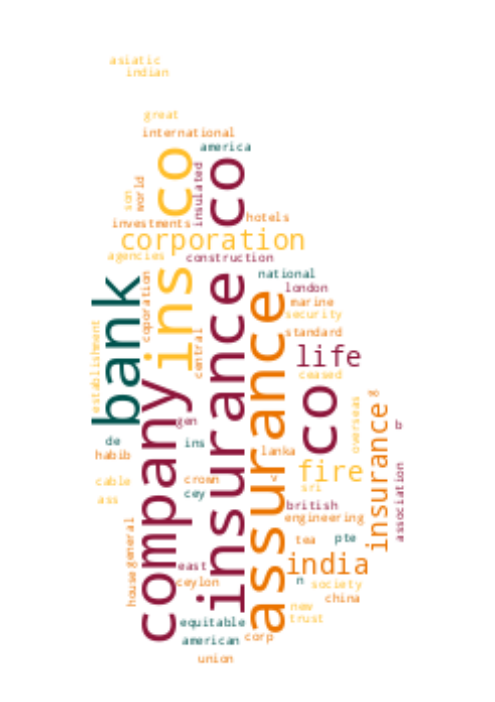 asiatic
indian
great
international
america
co
co
insulated
world
son
hotels
investments
corporation
agencies
construction
national
bank
ins
coporation
london
marine
security
insurance
assurance
standard
central
establishment
life
ceased
company
co
overseas
insurance
&
gen
br
de
ins
habib
lanka
fire
association
cable
crown
v
sri
cey
ass
british
engineering
general
house
tea
pte
india
east
ceylon
n
society
china
new
equitable
trust
american
corp
union